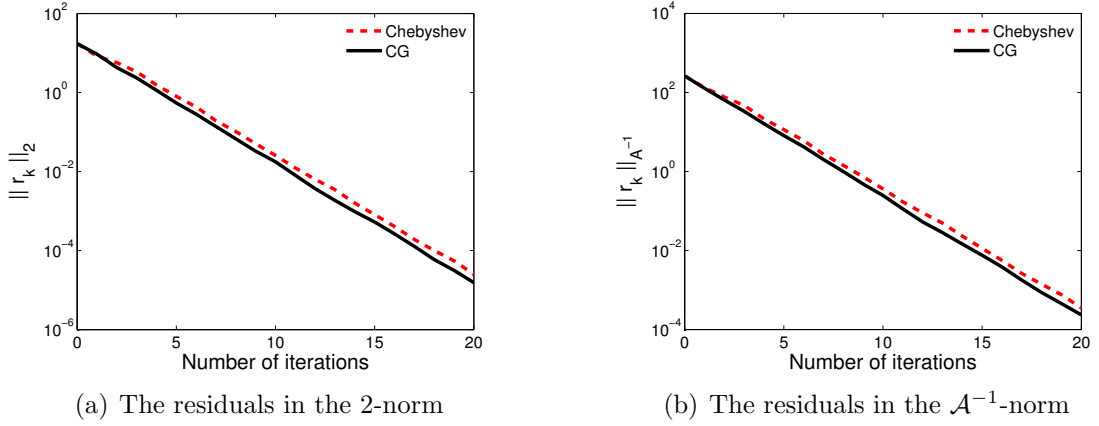 10^2
10^0
10^-2
10^-4
10^-6
|| r_k ||_2
Chebyshev
CG
0 5 10 15 20
Number of iterations
(a) The residuals in the 2-norm
10^4
10^2
10^0
10^-2
10^-4
|| r_k ||_A^-1
Chebyshev
CG
0 5 10 15 20
Number of iterations
(b) The residuals in the 𝒜^-1-norm